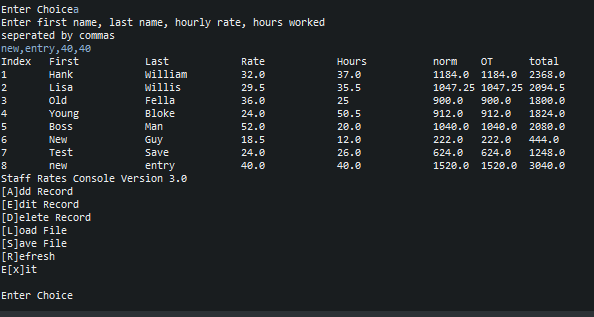 Enter Choicea
Enter first name, last name, hourly rate, hours worked
seperated by commas
new,entry,40,40
Index First Last Rate Hours norm OT total
1 Hank William 32.0 37.0 1184.0 1184.0 2368.0
2 Lisa Willis 29.5 35.5 1047.25 1047.25 2094.5
3 Old Fella 36.0 25 900.0 900.0 1800.0
4 Young Bloke 24.0 50.5 912.0 912.0 1824.0
5 Boss Man 52.0 20.0 1040.0 1040.0 2080.0
6 New Guy 18.5 12.0 222.0 222.0 444.0
7 Test Save 24.0 26.0 624.0 624.0 1248.0
8 new entry 40.0 40.0 1520.0 1520.0 3040.0
Staff Rates Console Version 3.0
[A]dd Record
[E]dit Record
[D]elete Record
[L]oad File
[S]ave File
[R]efresh
E[x]it
Enter Choice